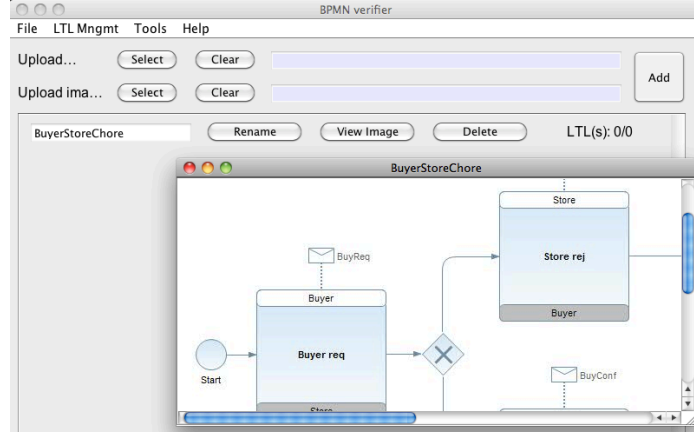 BPMN verifier
File LTL Mngmt Tools Help
Upload... Select Clear
Add
Upload ima... Select Clear
BuyerStoreChore Rename View Image Delete LTL(s): 0/0
BuyerStoreChore
Store
BuyReq
Store rej
Buyer
Buyer
Buyer req
Start
BuyConf
Store